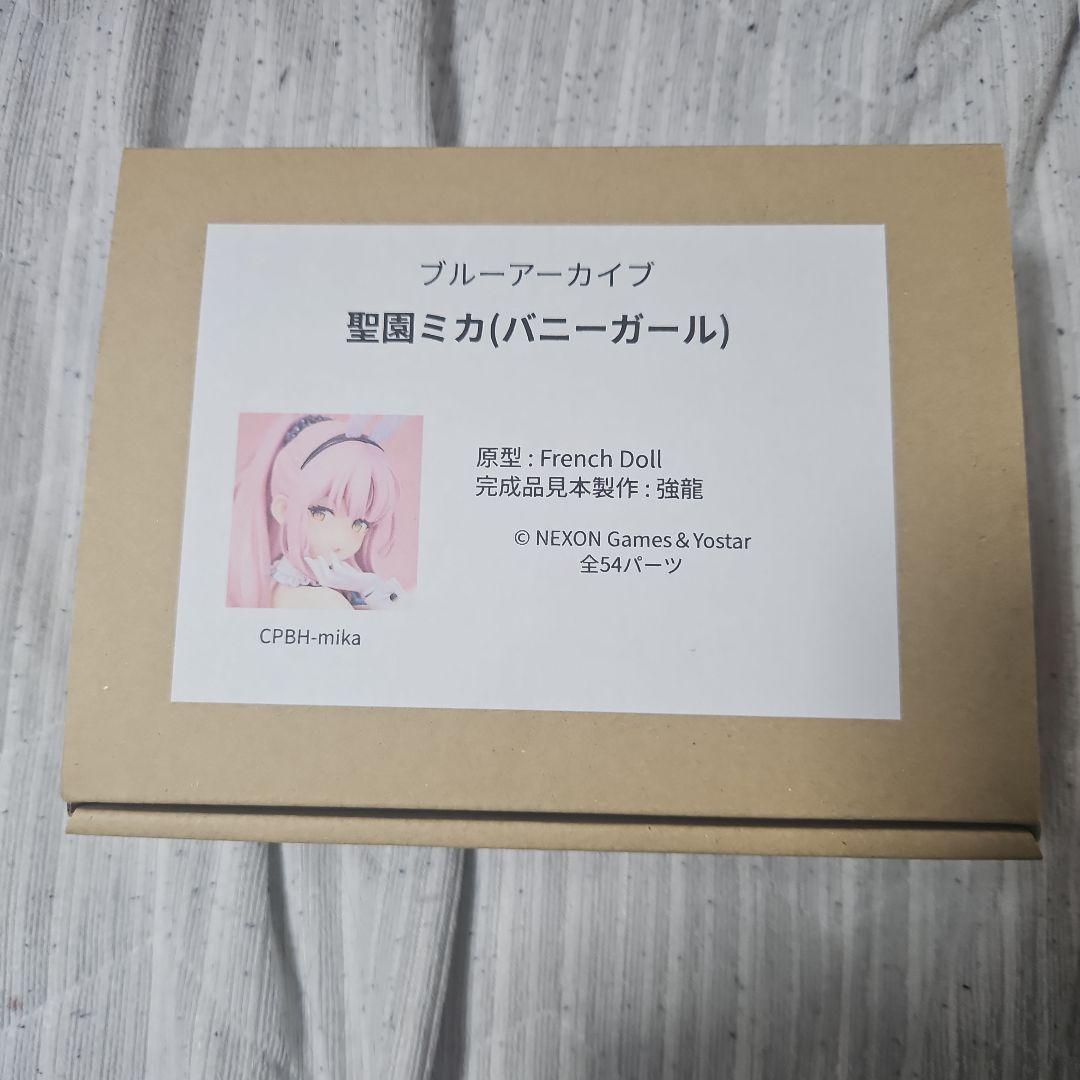 ブルーアーカイブ
聖園ミカ(バニーガール)
原型 : French Doll
完成品見本製作 : 強龍
© NEXON Games & Yostar
全54パーツ
CPBH-mika